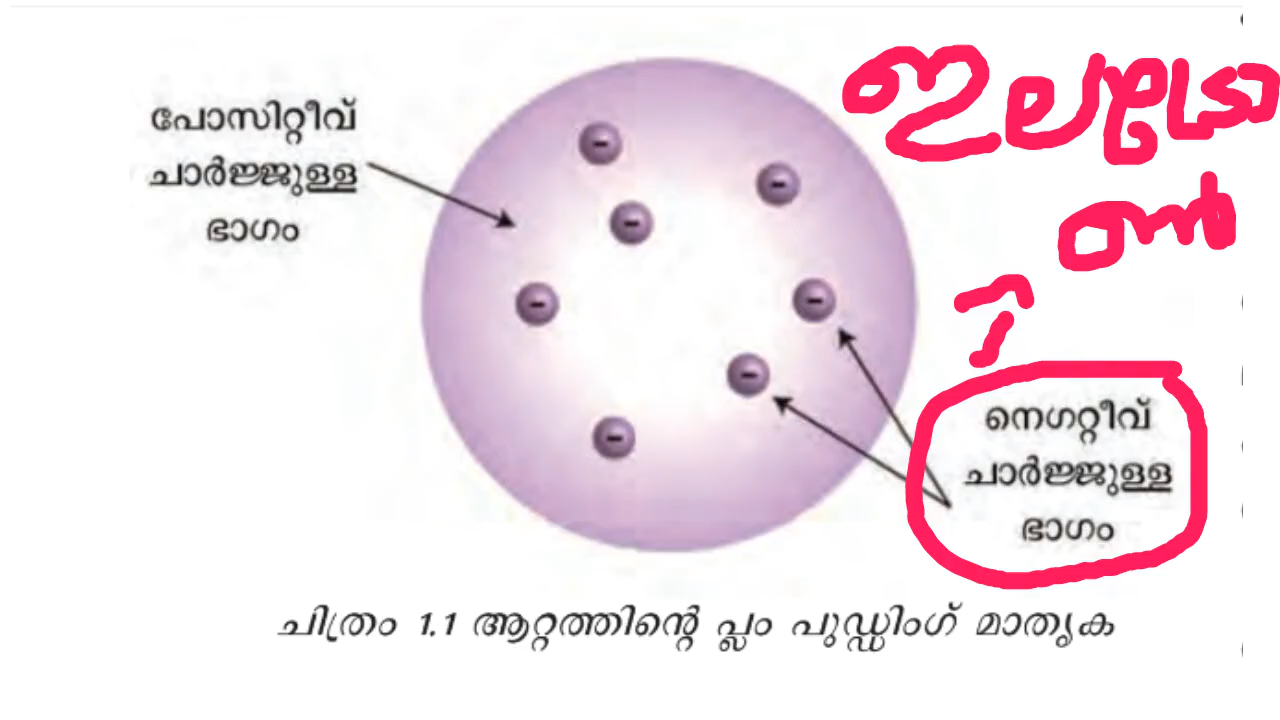 പോസിറ്റീവ്
ചാർജ്ജുള്ള
ഭാഗം
ഇലക്ട്രോ
ൺ
നെഗറ്റീവ്
ചാർജ്ജുള്ള
ഭാഗം
ചിത്രം 1.1 ആറ്റത്തിന്റെ പ്ലം പുഡ്ഡിംഗ് മാതൃക